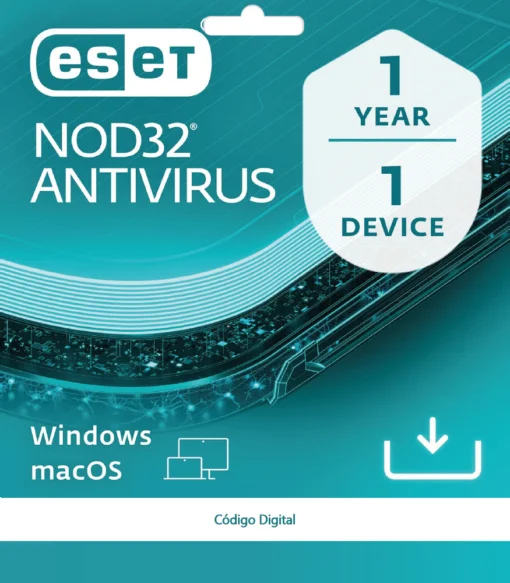 eseT
NOD32®
ANTIVIRUS
1
YEAR
1
DEVICE
Windows
macOS
Código Digital